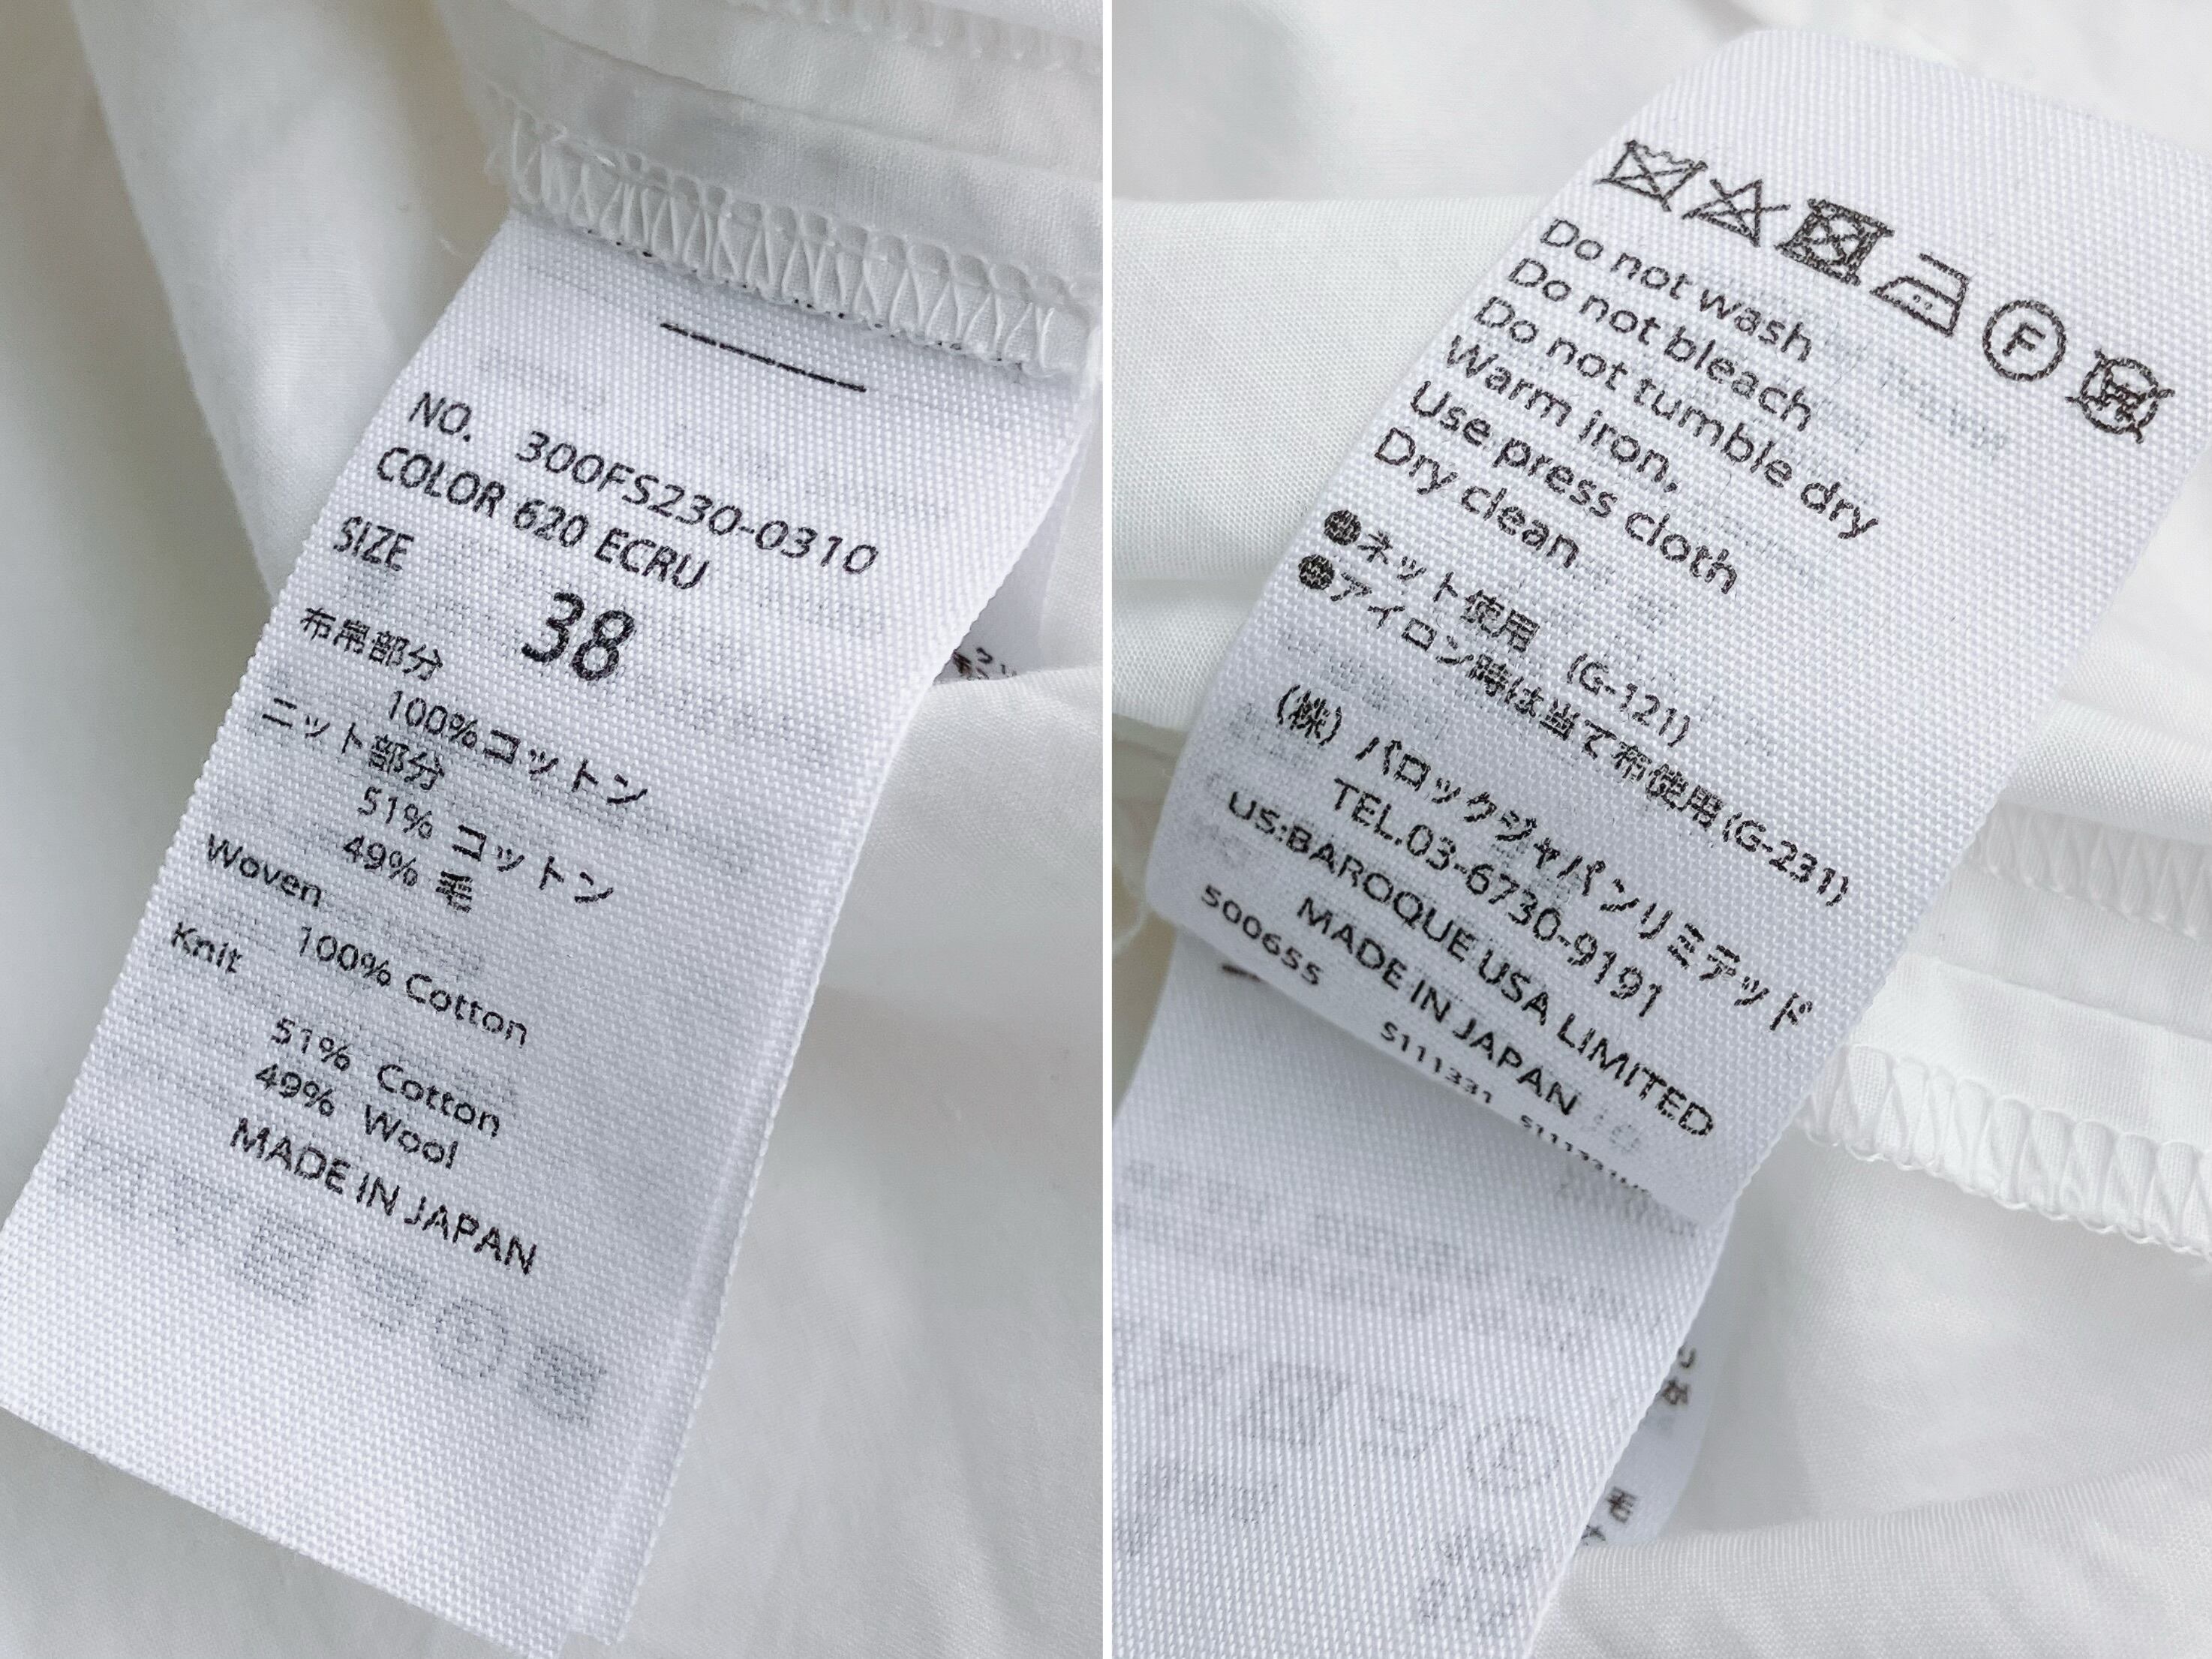 NO. 300FS230-0310
COLOR 620 ECRU
SIZE
38
布帛部分
100%コットン
ニット部分
51% コットン
49% 毛
Woven
100% Cotton
Knit
51% Cotton
49% Wool
MADE IN JAPAN
F
Do not wash
Do not bleach
Do not tumble dry
Warm iron,
Use press cloth
Dry clean
●ネット使用 (G-121)
●アイロン時は当て布使用(G-231)
(株) バロックジャパンリミテッド
TEL.03-6730-9191
US:BAROQUE USA LIMITED
MADE IN JAPAN
500655 5111331
毛